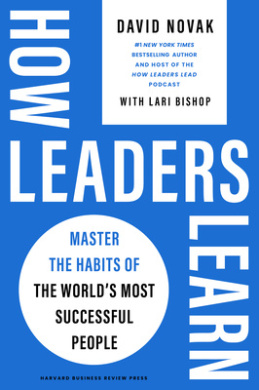 HOW
LEADERS
LEARN
DAVID NOVAK
#1 NEW YORK TIMES
BESTSELLING AUTHOR
AND HOST OF THE
HOW LEADERS LEAD
PODCAST
WITH LARI BISHOP
MASTER
THE HABITS OF
THE WORLD'S MOST
SUCCESSFUL
PEOPLE
HARVARD BUSINESS REVIEW PRESS